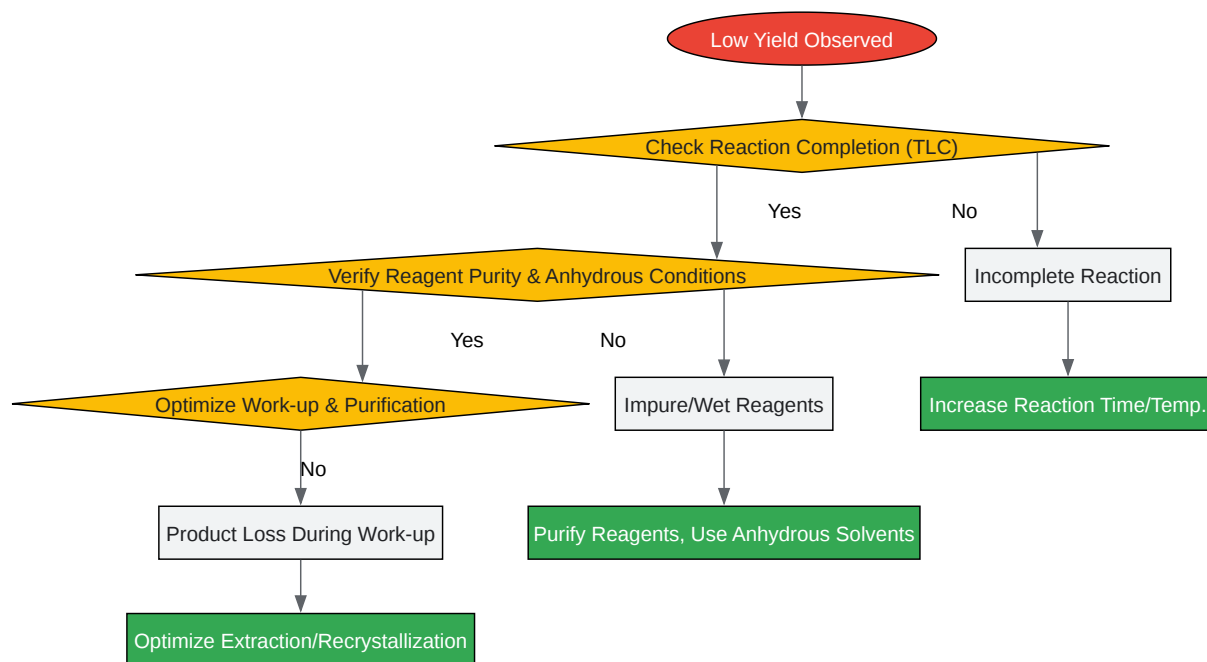 Low Yield Observed
Check Reaction Completion (TLC)
Yes
No
Verify Reagent Purity & Anhydrous Conditions
Incomplete Reaction
Yes
No
Optimize Work-up & Purification
Impure/Wet Reagents
Increase Reaction Time/Temp.
No
Product Loss During Work-up
Purify Reagents, Use Anhydrous Solvents
Optimize Extraction/Recrystallization